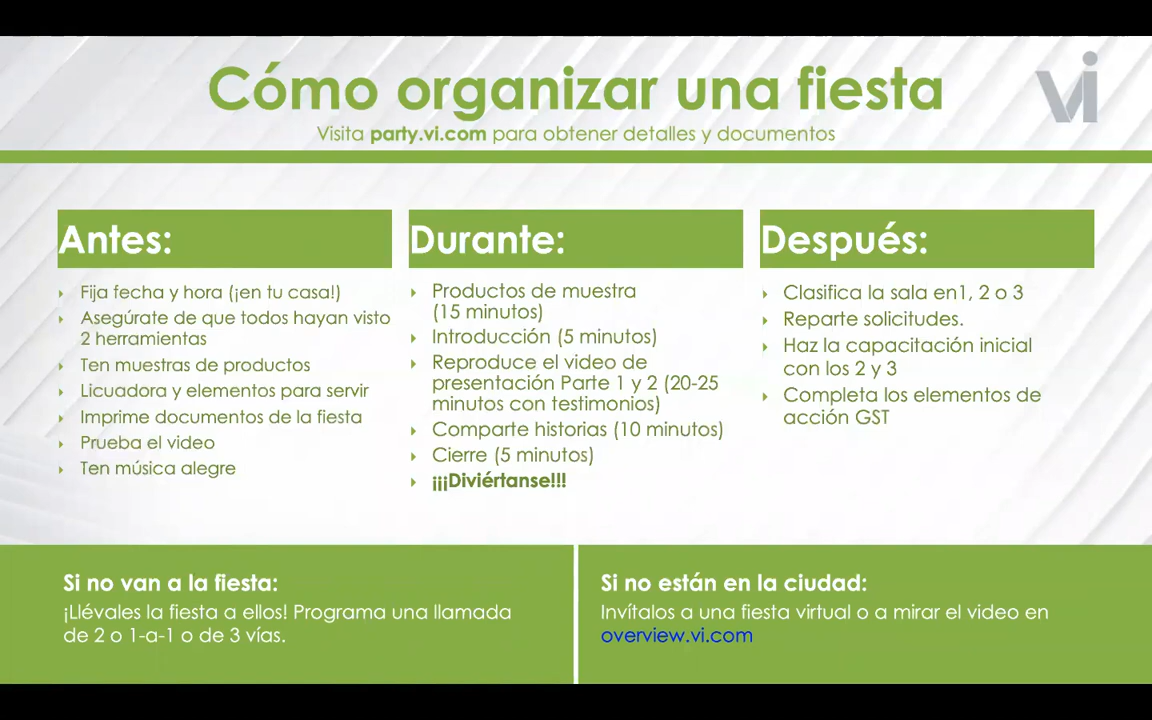 Cómo organizar una fiesta
vi
Visita party.vi.com para obtener detalles y documentos
Antes:
Fija fecha y hora (¡en tu casa!)
Asegúrate de que todos hayan visto
2 herramientas
Ten muestras de productos
Licuadora y elementos para servir
Imprime documentos de la fiesta
Prueba el video
Ten música alegre
Durante:
Productos de muestra
(15 minutos)
Introducción (5 minutos)
Reproduce el video de
presentación Parte 1 y 2 (20-25
minutos con testimonios)
Comparte historias (10 minutos)
Cierre (5 minutos)
¡¡¡Diviértanse!!!
Después:
Clasifica la sala en1, 2 o 3
Reparte solicitudes.
Haz la capacitación inicial
con los 2 y 3
Completa los elementos de
acción GST
Si no van a la fiesta:
¡Llévales la fiesta a ellos! Programa una llamada
de 2 o 1-a-1 o de 3 vías.
Si no están en la ciudad:
Invítalos a una fiesta virtual o a mirar el video en
overview.vi.com